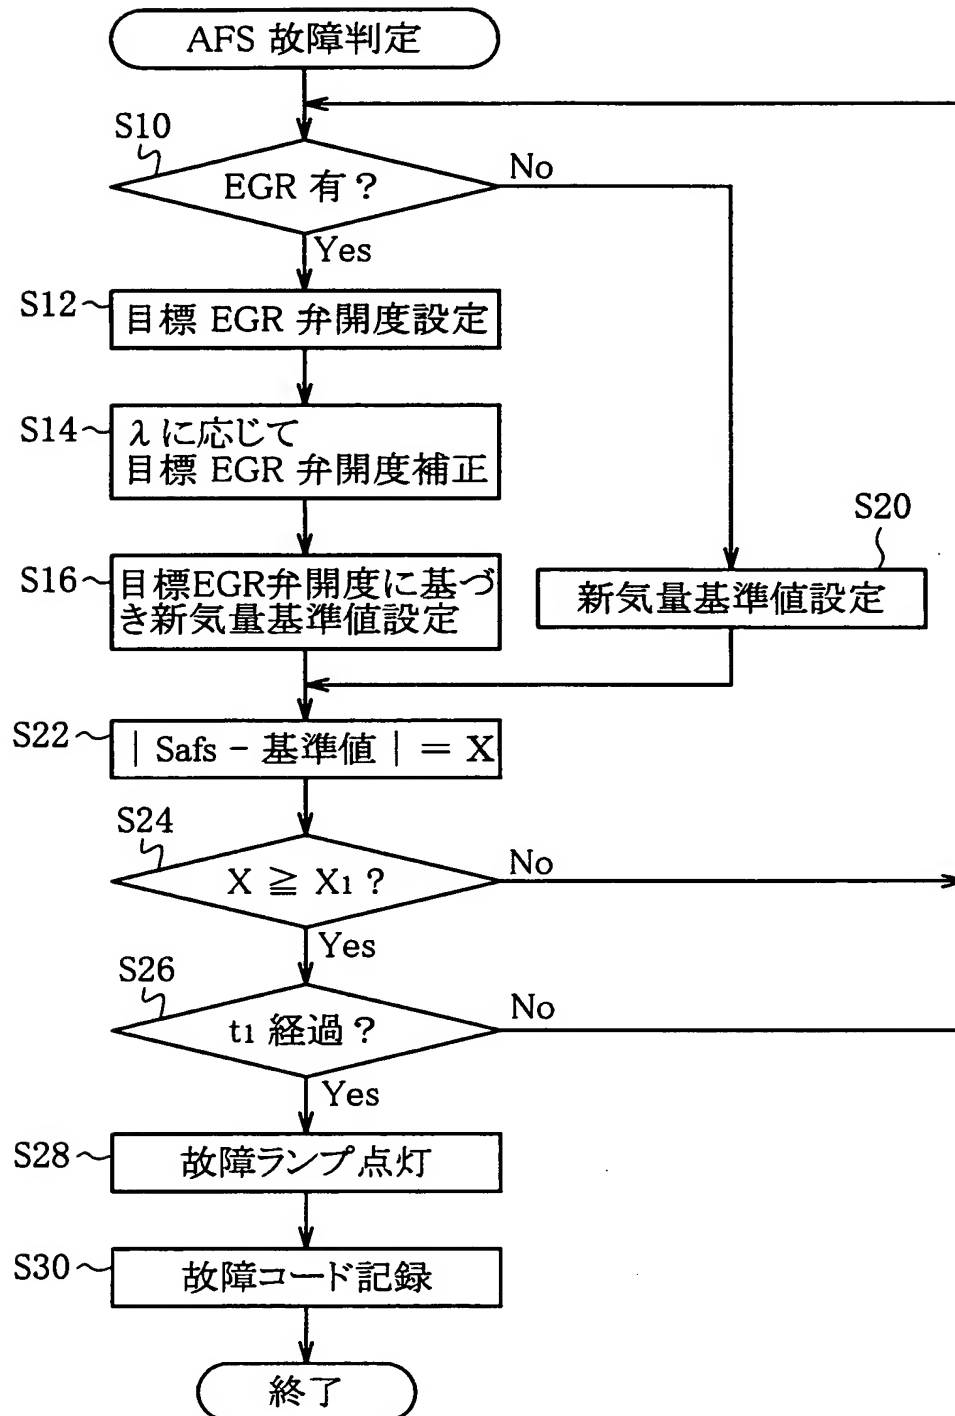 AFS 故障判定
S10
EGR 有？
No
Yes
S12
目標 EGR 弁開度設定
S14
λ に応じて
目標 EGR 弁開度補正
S20
S16
目標EGR弁開度に基づ
き新気量基準値設定
新気量基準値設定
S22
| Safs - 基準値 | = X
S24
X ≧ X1 ?
No
Yes
S26
t1 経過？
No
Yes
S28
故障ランプ点灯
S30
故障コード記録
終了